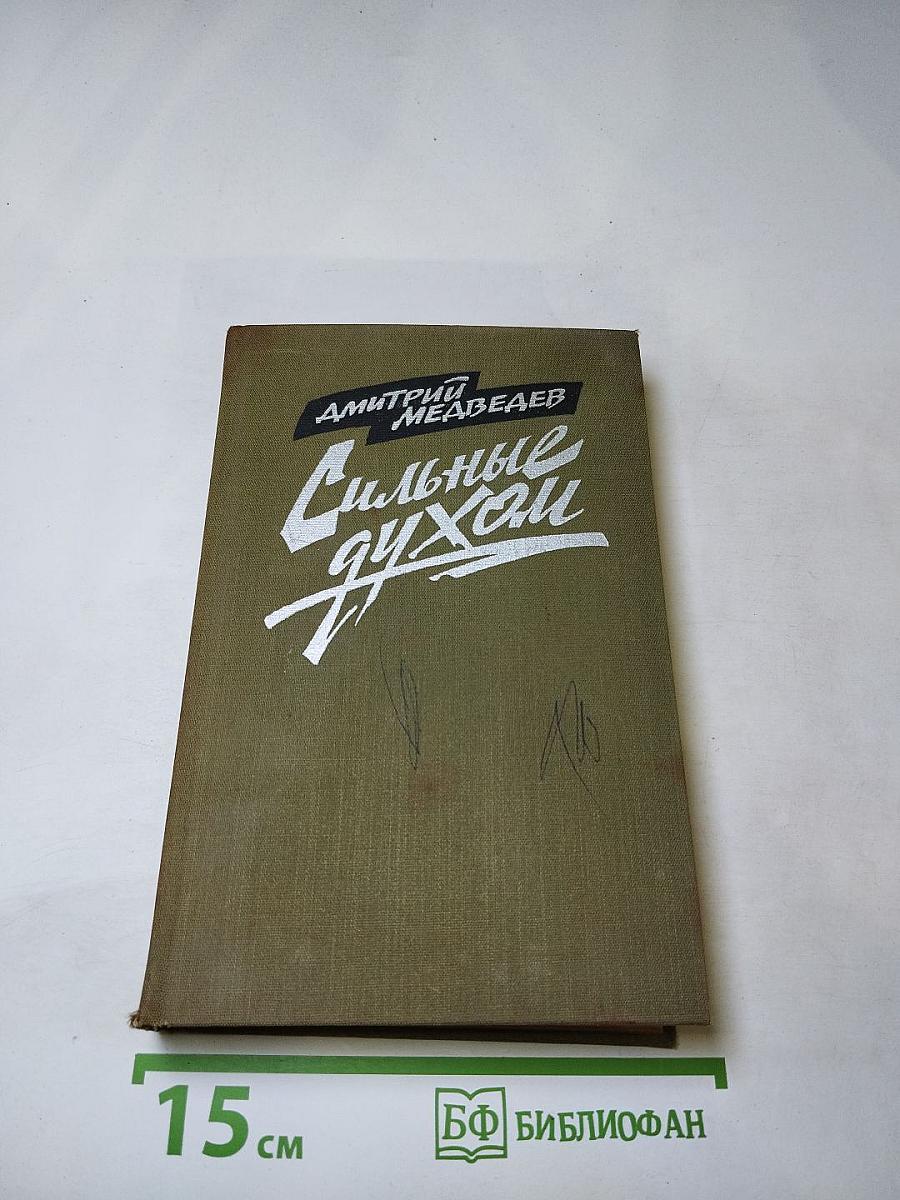 ДМИТРИЙ
МЕДВЕДЕВ
Сильные
духом
15 см
БФ БИБЛИОФАН